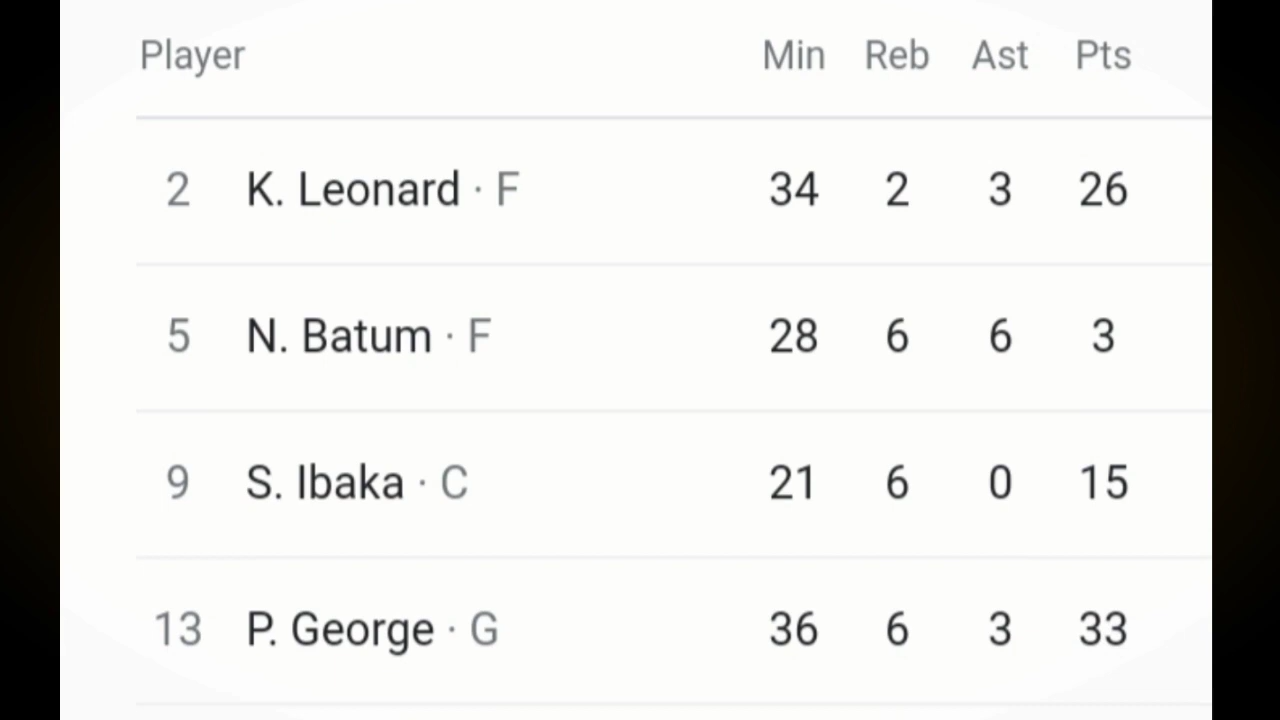 Player Min Reb Ast Pts
2 K. Leonard · F 34 2 3 26
5 N. Batum · F 28 6 6 3
9 S. Ibaka · C 21 6 0 15
13 P. George · G 36 6 3 33